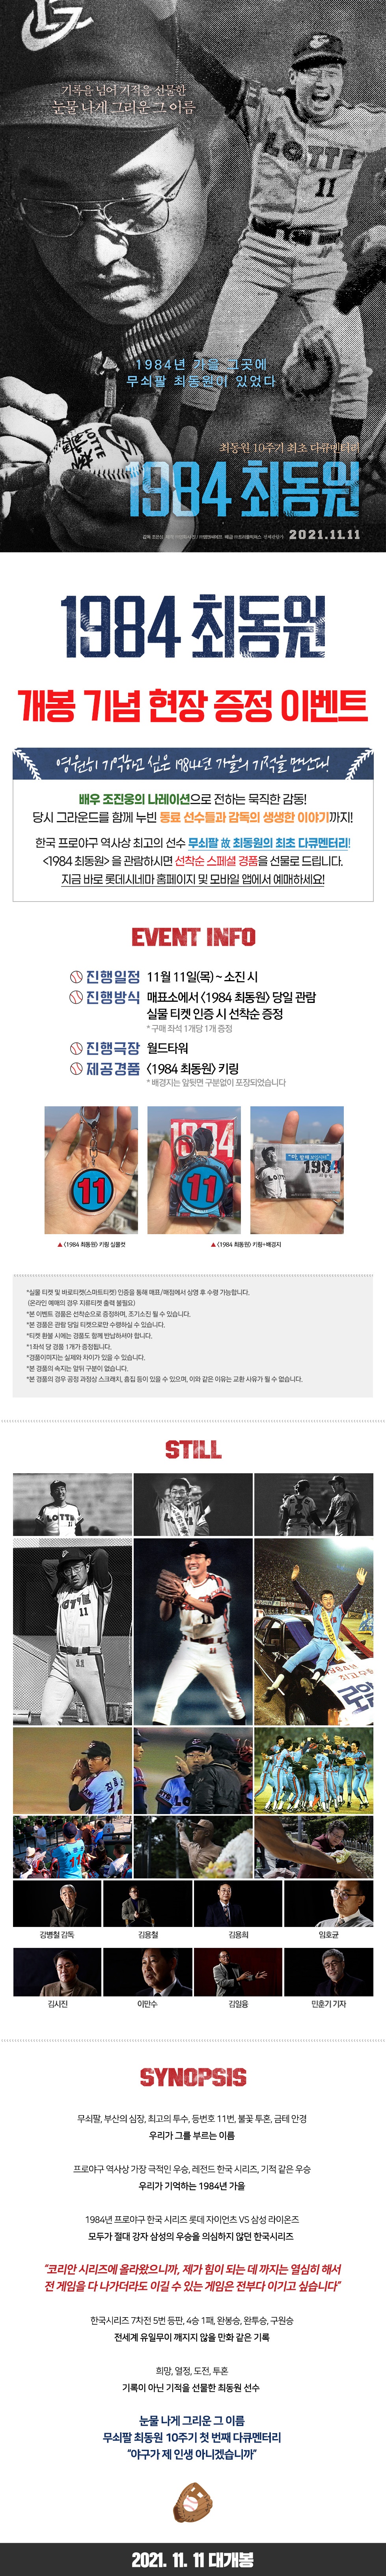 기록을 넘어 기적을 선물한
눈물 나게 그리운 그 이름
LOTTE
11
1984년 가을 그곳에
무쇠팔 최동원이 있었다
최동원 10주기 최초 다큐멘터리
1984 최동원
2021.11.11
1984 최동원
개봉 기념 현장 증정 이벤트
영원히 기억하고 싶은 1984년 가을의 기적을 만난다!
배우 조진웅의 나레이션으로 전하는 묵직한 감동!
당시 그라운드를 함께 누빈 동료 선수들과 감독의 생생한 이야기까지!
한국 프로야구 역사상 최고의 선수 무쇠팔 故 최동원의 최초 다큐멘터리!
<1984 최동원> 을 관람하시면 선착순 스페셜 경품을 선물로 드립니다.
지금 바로 롯데시네마 홈페이지 및 모바일 앱에서 예매하세요!
EVENT INFO
진행일정 11월 11일(목) ~ 소진 시
진행방식 매표소에서 <1984 최동원> 당일 관람
실물 티켓 인증 시 선착순 증정
* 구매 좌석 1개당 1개 증정
진행극장 월드타워
제공경품 <1984 최동원> 키링
* 배경지는 앞뒷면 구분없이 포장되었습니다
11
1984
11
▲ <1984 최동원> 키링 실물컷
▲ <1984 최동원> 키링+배경지
*실물 티켓 및 바로티켓(스마트티켓) 인증을 통해 매표/매점에서 상영 후 수령 가능합니다.
(온라인 예매의 경우 지류티켓 출력 불필요)
*본 이벤트 경품은 선착순으로 증정하며, 조기소진 될 수 있습니다.
*본 경품은 관람 당일 티켓으로만 수령하실 수 있습니다.
*티켓 환불 시에는 경품도 함께 반납하셔야 합니다.
*1좌석 당 경품 1개가 증정됩니다.
*경품이미지는 실제와 차이가 있을 수 있습니다.
*본 경품의 속지는 앞뒤 구분이 없습니다.
*본 경품의 경우 공정 과정상 스크래치, 흠집 등이 있을 수 있으며, 이와 같은 이유는 교환 사유가 될 수 없습니다.
STILL
강병철 감독
김용철
김용희
임호균
김시진
이만수
김일융
민훈기 기자
SYNOPSIS
무쇠팔, 부산의 심장, 최고의 투수, 등번호 11번, 불꽃 투혼, 금테 안경
우리가 그를 부르는 이름
프로야구 역사상 가장 극적인 우승, 레전드 한국 시리즈, 기적 같은 우승
우리가 기억하는 1984년 가을
1984년 프로야구 한국 시리즈 롯데 자이언츠 VS 삼성 라이온즈
모두가 절대 강자 삼성의 우승을 의심하지 않던 한국시리즈
“코리안 시리즈에 올라왔으니까, 제가 힘이 되는 데 까지는 열심히 해서
전 게임을 다 나가더라도 이길 수 있는 게임은 전부다 이기고 싶습니다”
한국시리즈 7차전 5번 등판, 4승 1패, 완봉승, 완투승, 구원승
전세계 유일무이 깨지지 않을 만화 같은 기록
희망, 열정, 도전, 투혼
기록이 아닌 기적을 선물한 최동원 선수
눈물 나게 그리운 그 이름
무쇠팔 최동원 10주기 첫 번째 다큐멘터리
“야구가 제 인생 아니겠습니까”
2021. 11. 11 대개봉